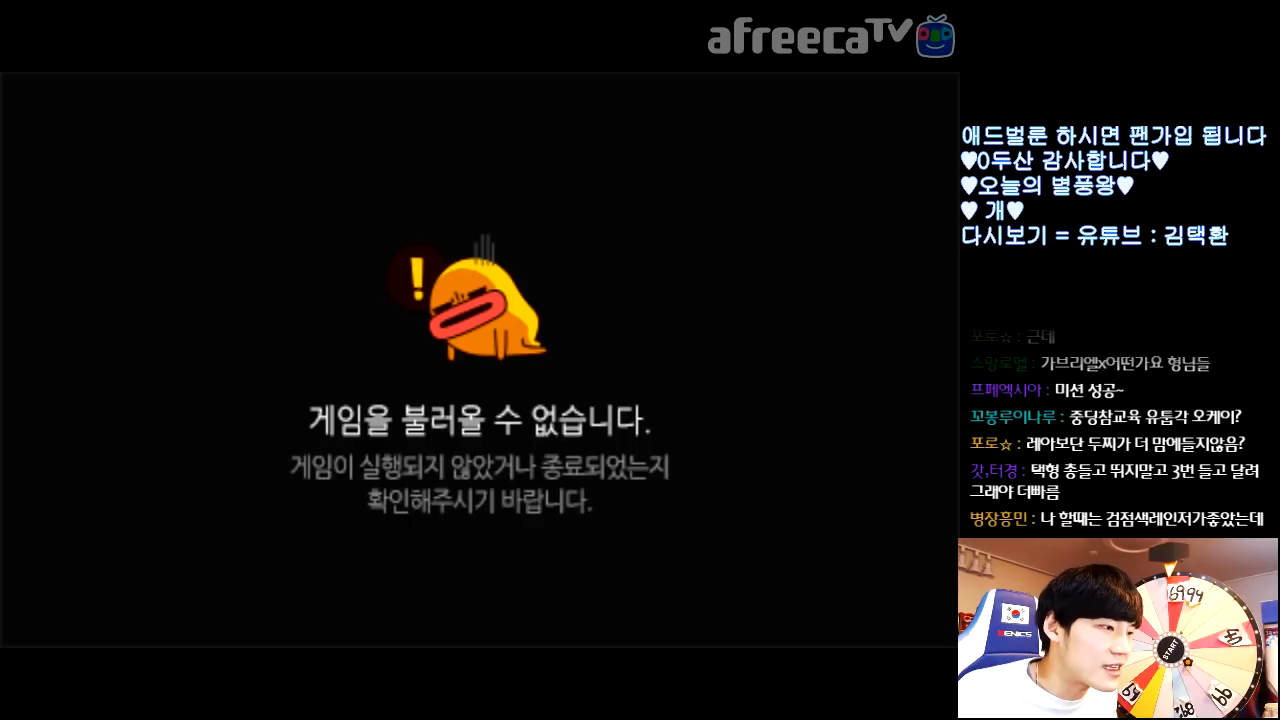 afreecaTV
애드벌룬 하시면 팬가입 됩니다
♥0두산 감사합니다♥
♥오늘의 별풍왕♥
♥ 개♥
다시보기 = 유튜브 : 김택환
!
게임을 불러올 수 없습니다.
게임이 실행되지 않았거나 종료되었는지
확인해주시기 바랍니다.
포로☆ : 근데
스망로멜 : 가브리엘x어떤가요 형님들
프페엑시아 : 미션 성공~
꼬봉루이나루 : 중딩참교육 유튭각 오케이?
포로☆ : 레아보단 두찌가 더 맘에들지않음?
갓,터경 : 택형 총들고 뛰지말고 3번 들고 달려
그래야 더빠름
병장흥민 : 나 할때는 검점색레인저가좋았는데
XENICS
START